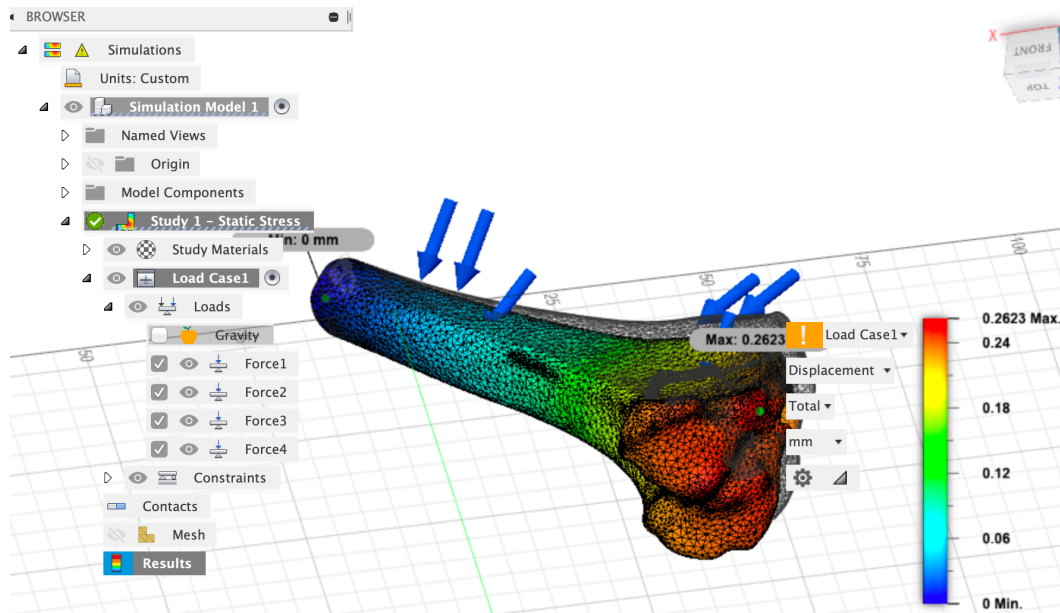 BROWSER
Simulations
Units: Custom
Simulation Model 1
Named Views
Origin
Model Components
Study 1 - Static Stress
Min: 0 mm
Study Materials
Load Case1
Loads
Gravity
Force1
Force2
Force3
Force4
Constraints
Contacts
Mesh
Results
50
25
50
75
100
X
FRONT
TOP
Max: 0.2623
Load Case1
Displacement
Total
mm
0.2623 Max.
0.24
0.18
0.12
0.06
0 Min.